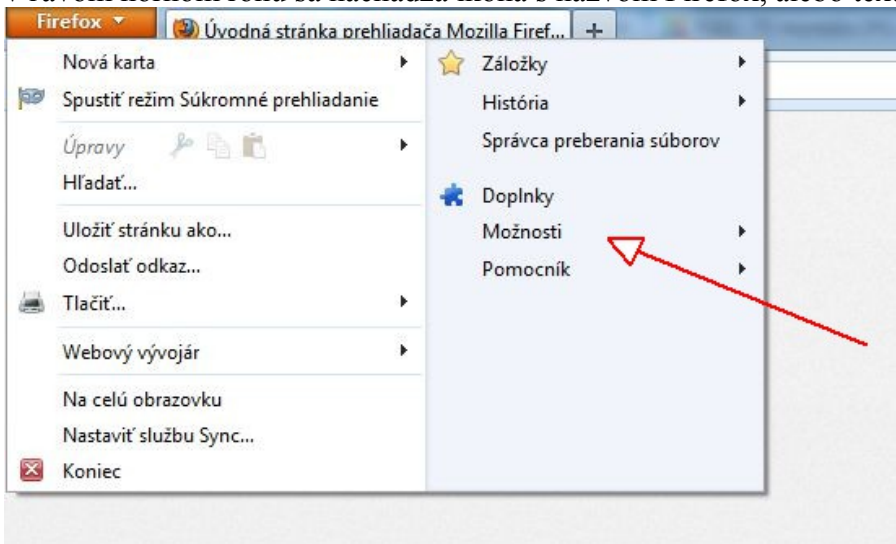 Firefox
Úvodná stránka prehliadača Mozilla Firef... +
Nová karta
Spustiť režim Súkromné prehliadanie
Úpravy
Hľadať...
Uložiť stránku ako...
Odoslať odkaz...
Tlačiť...
Webový vývojár
Na celú obrazovku
Nastaviť službu Sync...
Koniec
Záložky
História
Správca preberania súborov
Doplnky
Možnosti
Pomocník